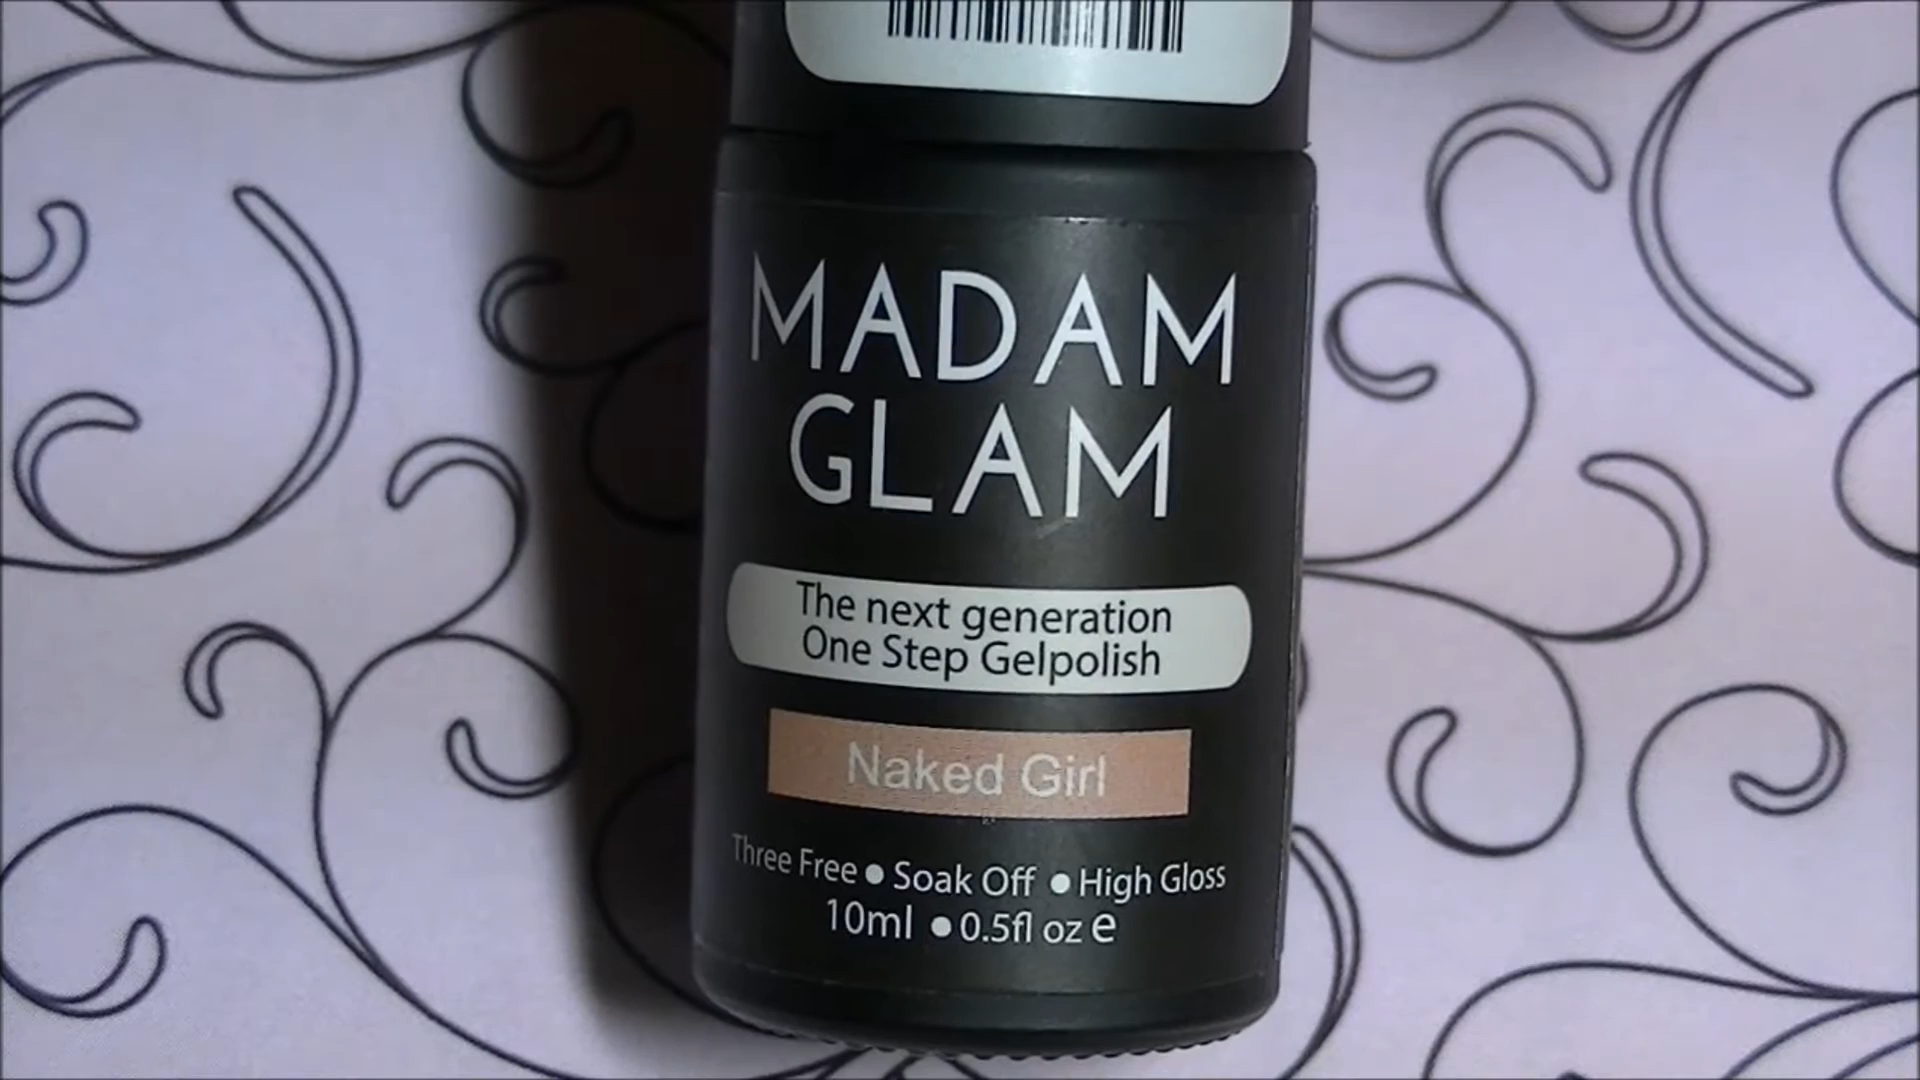 MADAM
GLAM
The next generation
One Step Gelpolish
Naked Girl
Three Free ● Soak Off ● High Gloss
10ml ● 0.5fl oz e